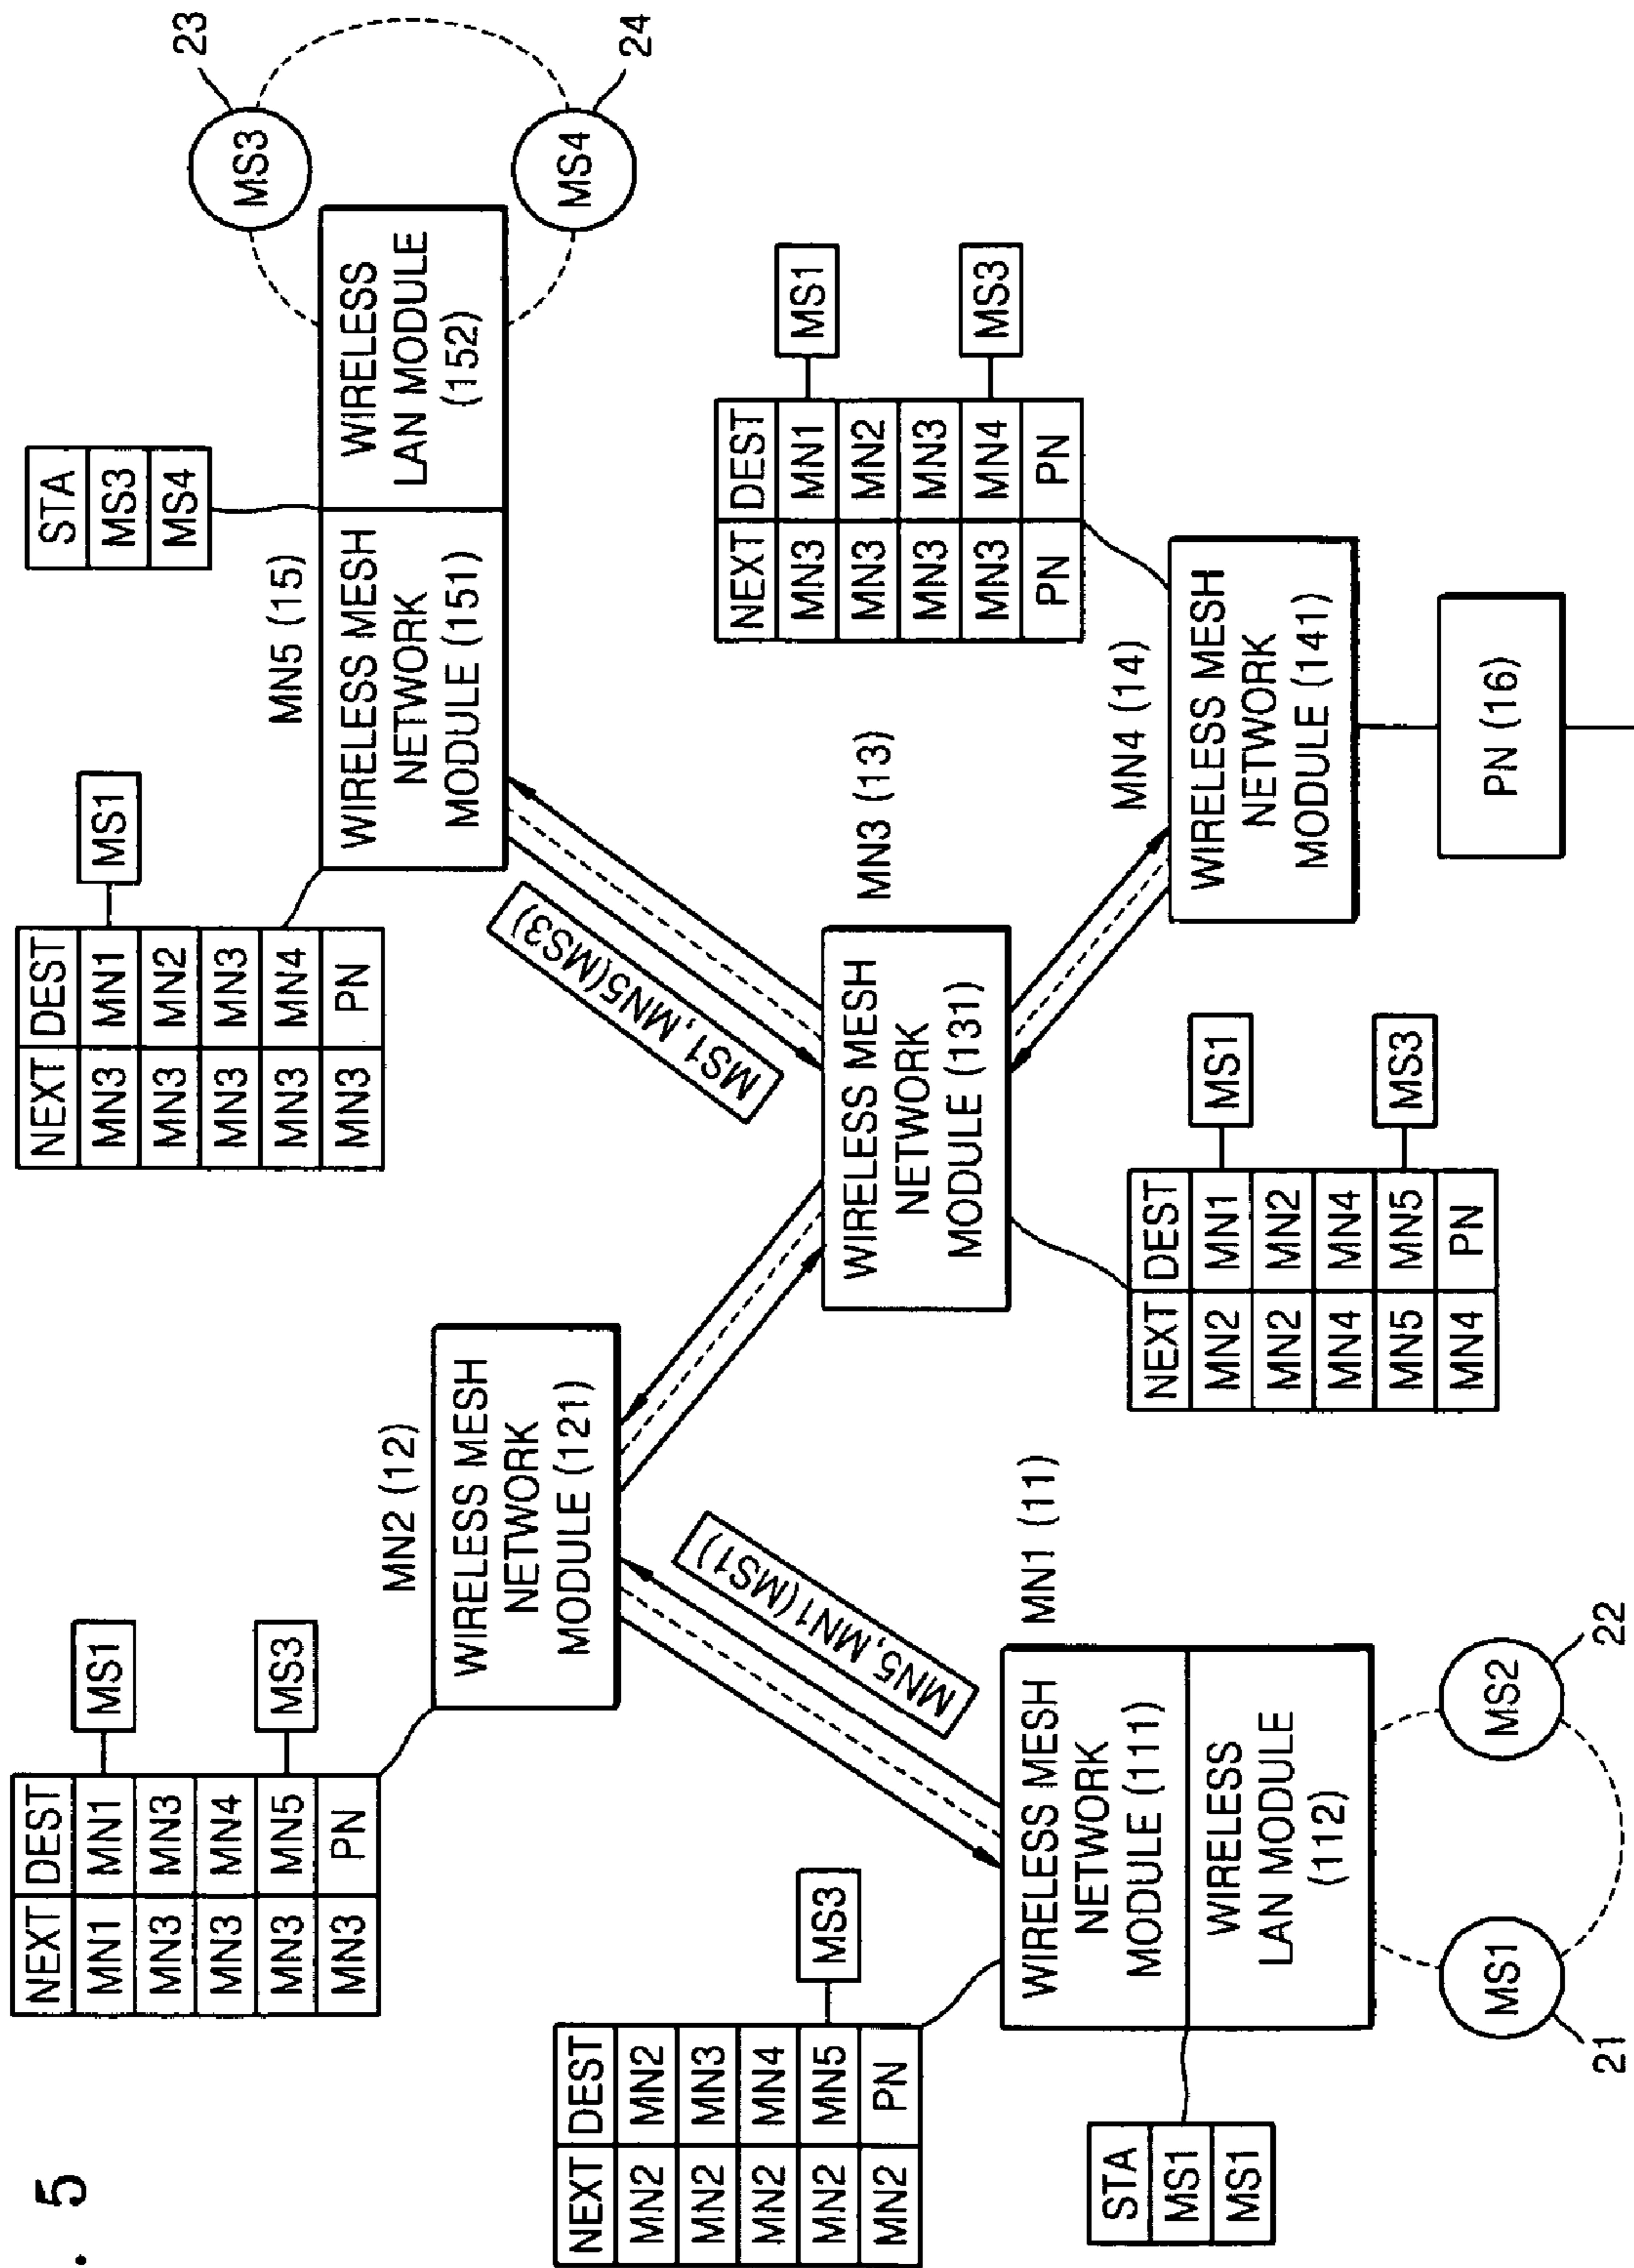 . 5
NEXT DEST
MN1 MN1
MN3 MN3
MN3 MN4
MN3 MN5
MN3 PN
MS1
MS3
MN2 (12)
WIRELESS MESH
NETWORK
MODULE (121)
NEXT DEST
MN3 MN1
MN3 MN2
MN3 MN3
MN3 MN4
MN3 PN
MS1
STA
MS3
MS4
MN5 (15)
WIRELESS MESH
NETWORK
MODULE (151)
WIRELESS
LAN MODULE
(152)
MS3
23
MS4
24
MS1, MN5(MS3)
MN3 (13)
WIRELESS MESH
NETWORK
MODULE (131)
NEXT DEST
MN2 MN1
MN2 MN2
MN4 MN4
MN5 MN5
MN4 PN
MS1
MS3
NEXT DEST
MN3 MN1
MN3 MN2
MN3 MN3
MN3 MN4
PN PN
MS1
MS3
MN4 (14)
WIRELESS MESH
NETWORK
MODULE (141)
PN (16)
NEXT DEST
MN2 MN2
MN2 MN3
MN2 MN4
MN2 MN5
MN2 PN
MS3
MN5, MN1(MS1)
MN1 (11)
WIRELESS MESH
NETWORK
MODULE (111)
WIRELESS
LAN MODULE
(112)
STA
MS1
MS1
MS1
21
MS2
22